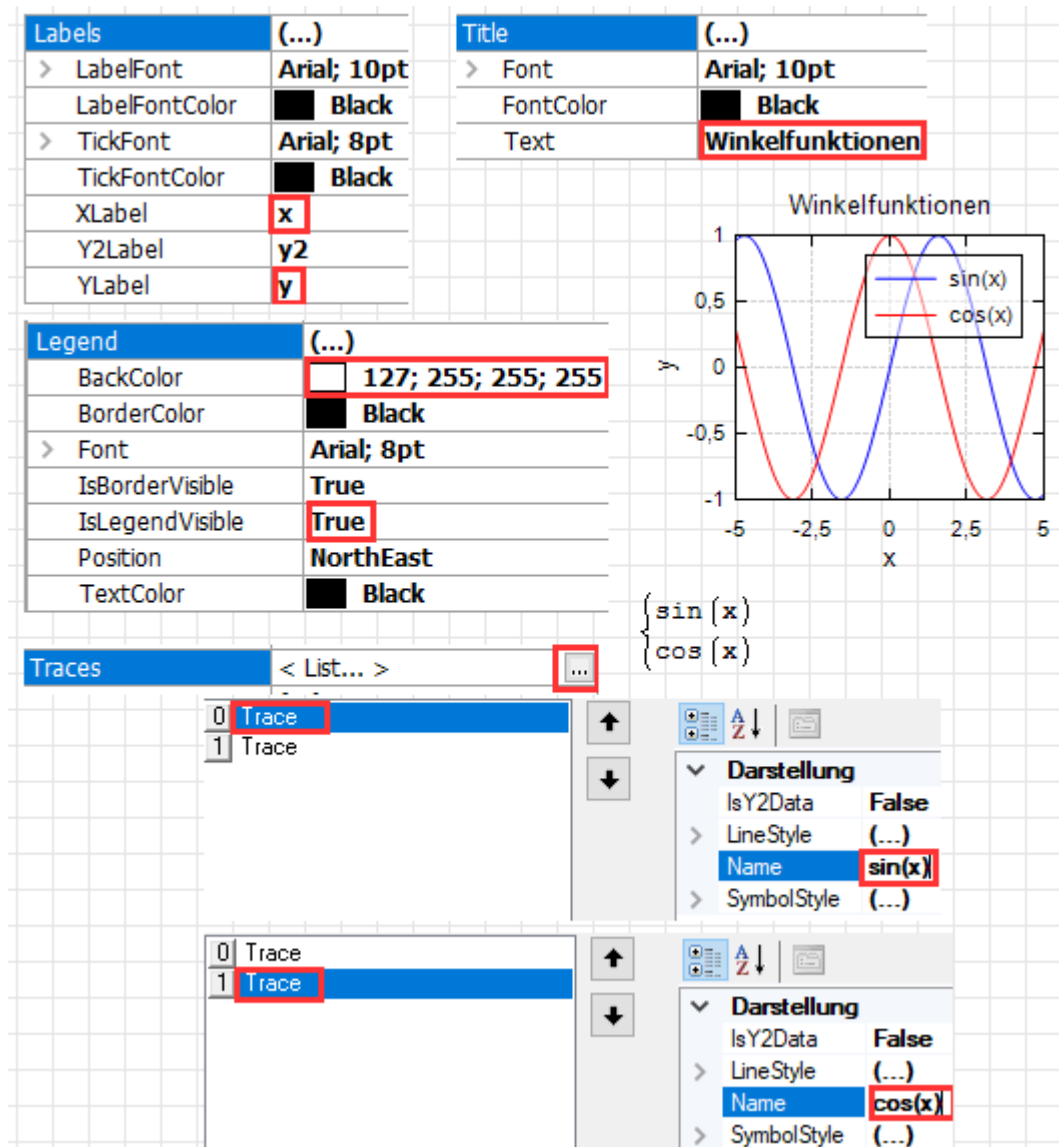 Labels (...)
LabelFont Arial; 10pt
LabelFontColor Black
TickFont Arial; 8pt
TickFontColor Black
XLabel x
Y2Label y2
YLabel y
Title (...)
Font Arial; 10pt
FontColor Black
Text Winkelfunktionen
Winkelfunktionen
1
0,5
0
-0,5
-1
y
sin(x)
cos(x)
-5 -2,5 0 2,5 5
x
Legend (...)
BackColor 127; 255; 255; 255
BorderColor Black
Font Arial; 8pt
IsBorderVisible True
IsLegendVisible True
Position NorthEast
TextColor Black
sin(x)
cos(x)
Traces < List... > ...
0 Trace
1 Trace
A
Z
Darstellung
IsY2Data False
LineStyle (...)
Name sin(x)
SymbolStyle (...)
0 Trace
1 Trace
A
Z
Darstellung
IsY2Data False
LineStyle (...)
Name cos(x)
SymbolStyle (...)